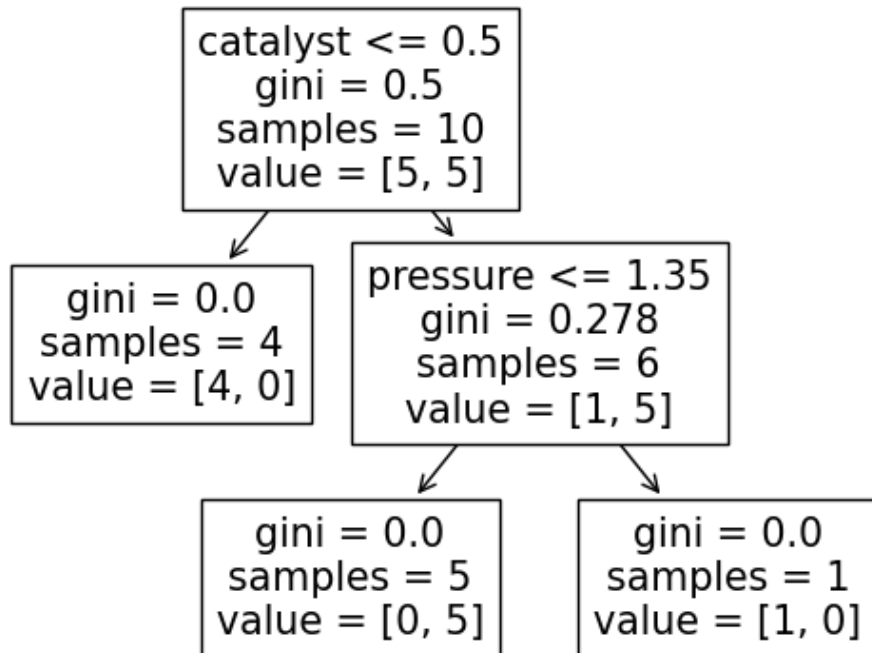 catalyst <= 0.5
gini = 0.5
samples = 10
value = [5, 5]
gini = 0.0
samples = 4
value = [4, 0]
pressure <= 1.35
gini = 0.278
samples = 6
value = [1, 5]
gini = 0.0
samples = 5
value = [0, 5]
gini = 0.0
samples = 1
value = [1, 0]